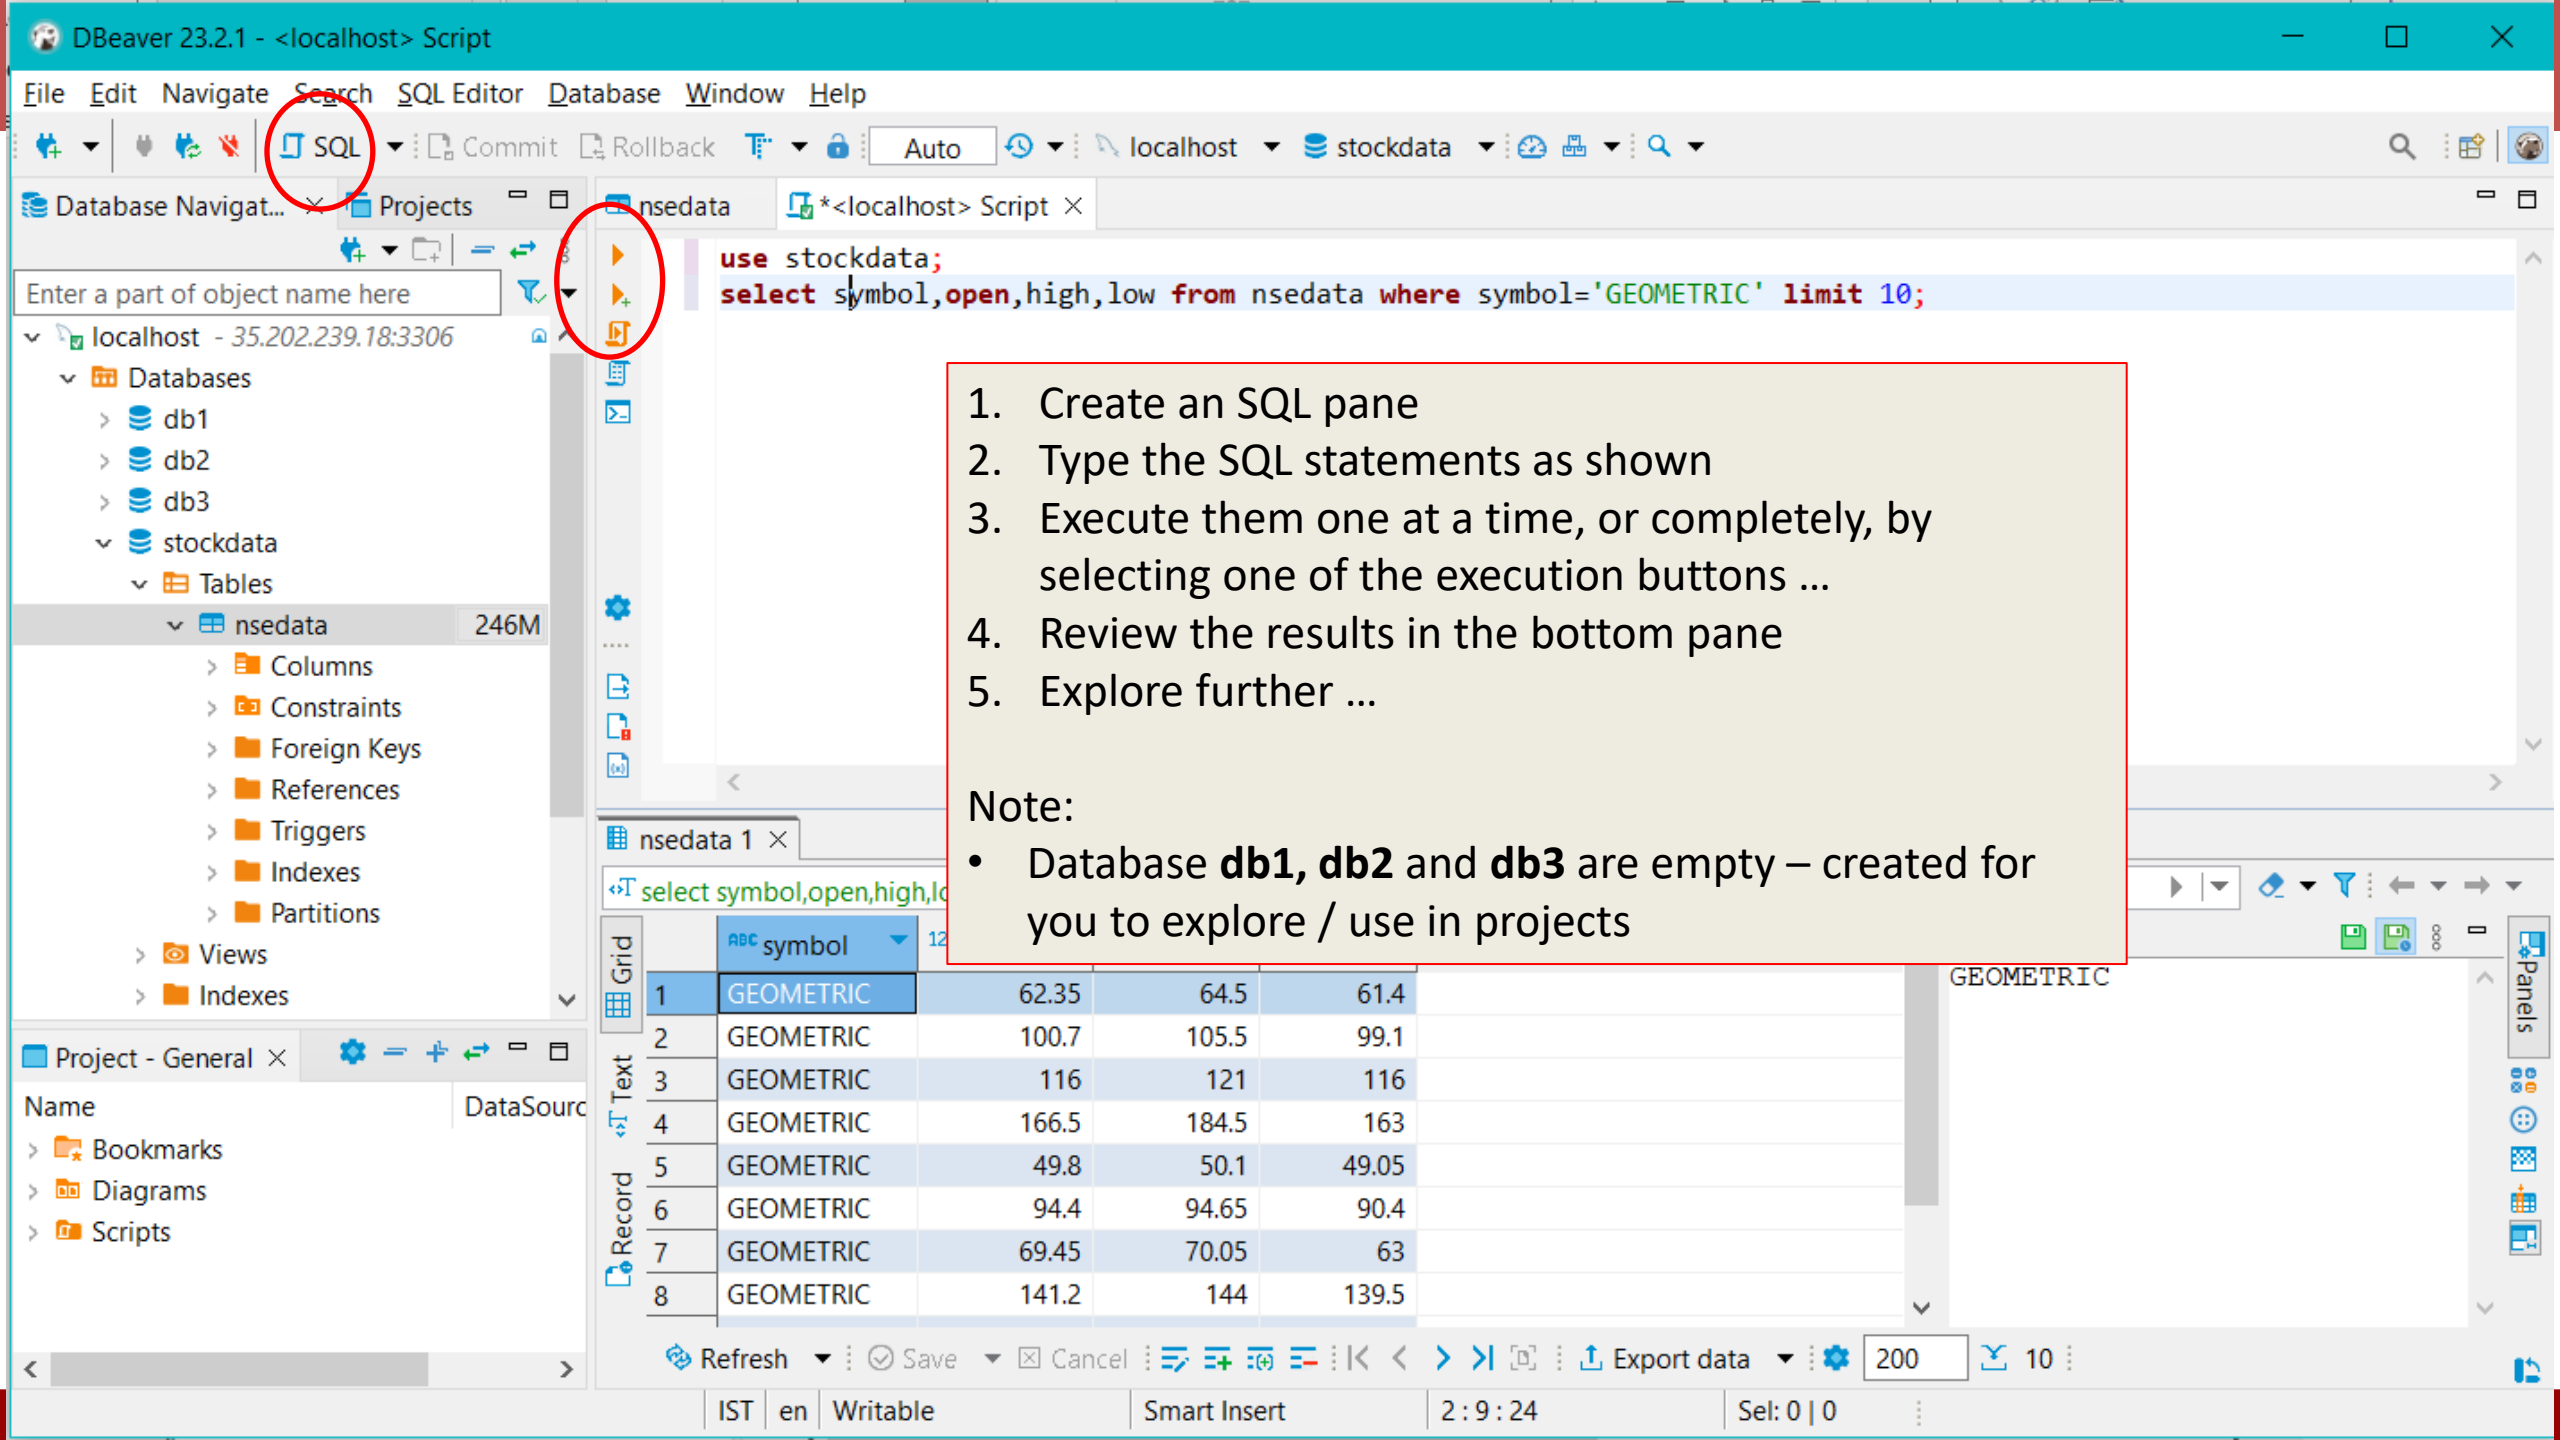 DBeaver 23.2.1 - <localhost> Script
File Edit Navigate Search SQL Editor Database Window Help
SQL Commit Rollback Auto localhost stockdata
Database Navigat... Projects
nsedata *<localhost> Script
Enter a part of object name here
localhost - 35.202.239.18:3306
Databases
db1
db2
db3
stockdata
Tables
nsedata 246M
Columns
Constraints
Foreign Keys
References
Triggers
Indexes
Partitions
Views
Indexes
Project - General
Name DataSourc
Bookmarks
Diagrams
Scripts
use stockdata;
select symbol,open,high,low from nsedata where symbol='GEOMETRIC' limit 10;
1. Create an SQL pane
2. Type the SQL statements as shown
3. Execute them one at a time, or completely, by
selecting one of the execution buttons …
4. Review the results in the bottom pane
5. Explore further …
Note:
• Database db1, db2 and db3 are empty – created for
you to explore / use in projects
nsedata 1
select symbol,open,high,lo
Grid
Text
Record
ABC symbol 12
1 GEOMETRIC 62.35 64.5 61.4
2 GEOMETRIC 100.7 105.5 99.1
3 GEOMETRIC 116 121 116
4 GEOMETRIC 166.5 184.5 163
5 GEOMETRIC 49.8 50.1 49.05
6 GEOMETRIC 94.4 94.65 90.4
7 GEOMETRIC 69.45 70.05 63
8 GEOMETRIC 141.2 144 139.5
GEOMETRIC
Panels
Refresh Save Cancel Export data 200 10
IST en Writable Smart Insert 2 : 9 : 24 Sel: 0 | 0